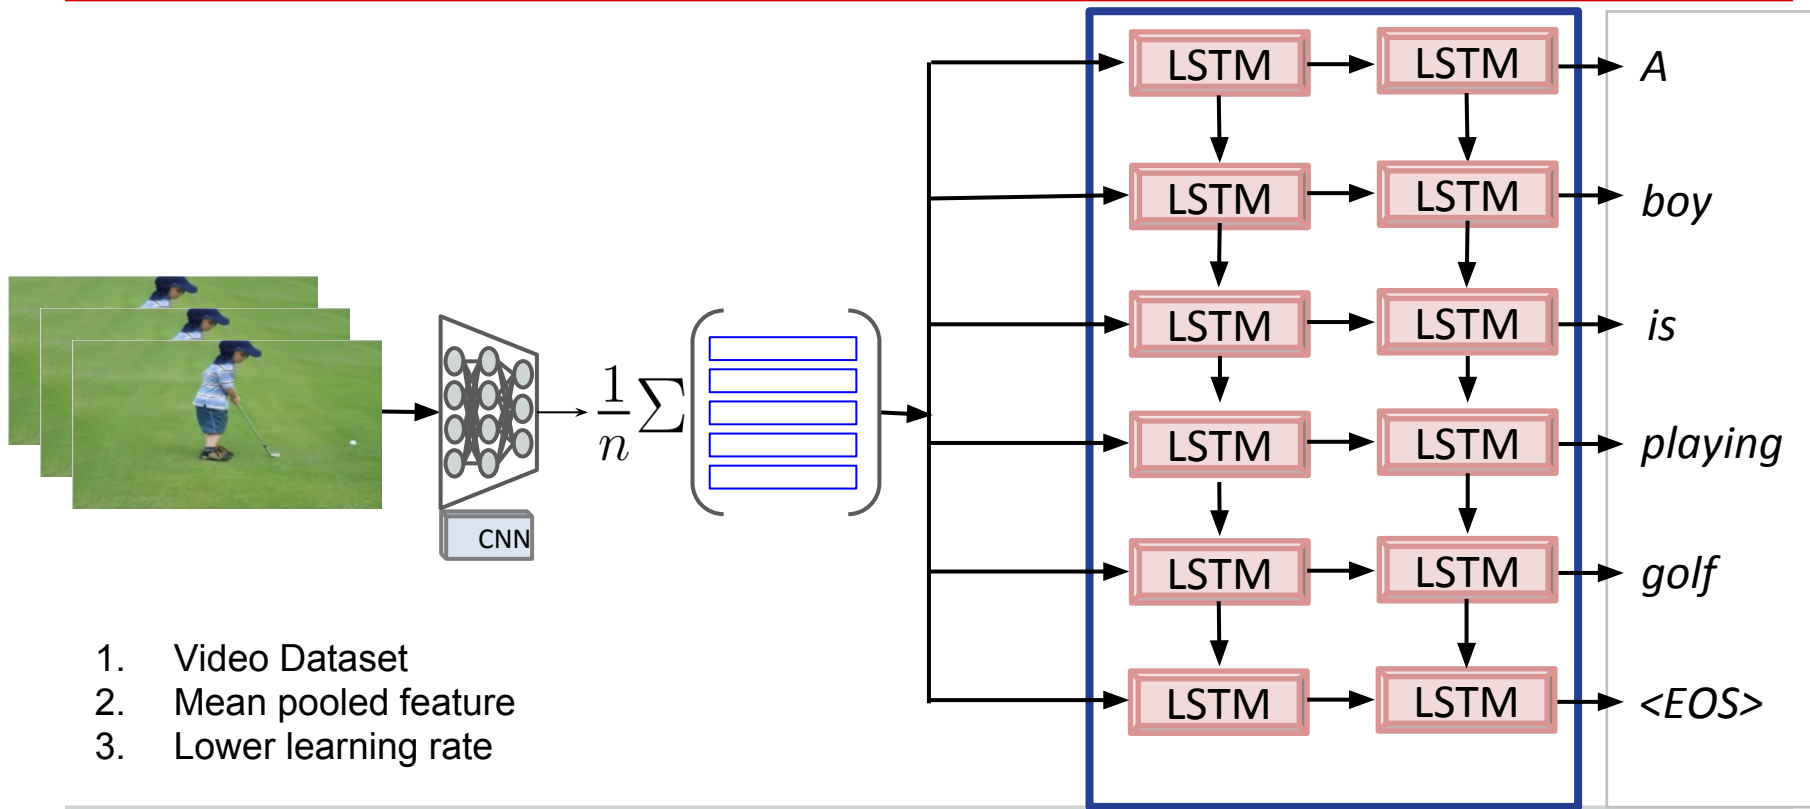 LSTM LSTM A
LSTM LSTM boy
LSTM LSTM is
1/n ∑
LSTM LSTM playing
CNN
LSTM LSTM golf
LSTM LSTM <EOS>
1. Video Dataset
2. Mean pooled feature
3. Lower learning rate